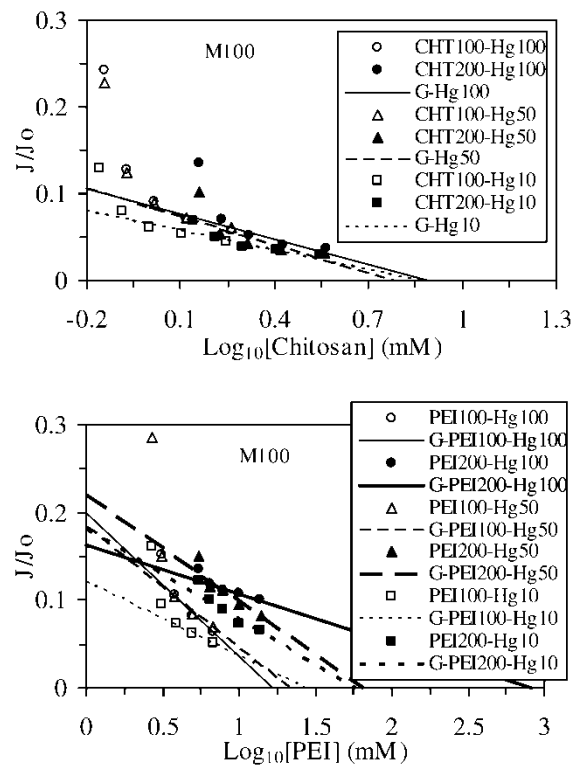 0.3
M100
CHT100-Hg100
CHT200-Hg100
G-Hg100
CHT100-Hg50
CHT200-Hg50
G-Hg50
CHT100-Hg10
CHT200-Hg10
G-Hg10
0.2
J/Jo
0.1
0
-0.2
0.1
0.4
0.7
1
1.3
Log10[Chitosan] (mM)
0.3
M100
PEI100-Hg100
G-PEI100-Hg100
PEI200-Hg100
G-PEI200-Hg100
PEI100-Hg50
G-PEI100-Hg50
PEI200-Hg50
G-PEI200-Hg50
PEI100-Hg10
G-PEI100-Hg10
PEI200-Hg10
G-PEI200-Hg10
0.2
J/Jo
0.1
0
0
0.5
1
1.5
2
2.5
3
Log10[PEI] (mM)